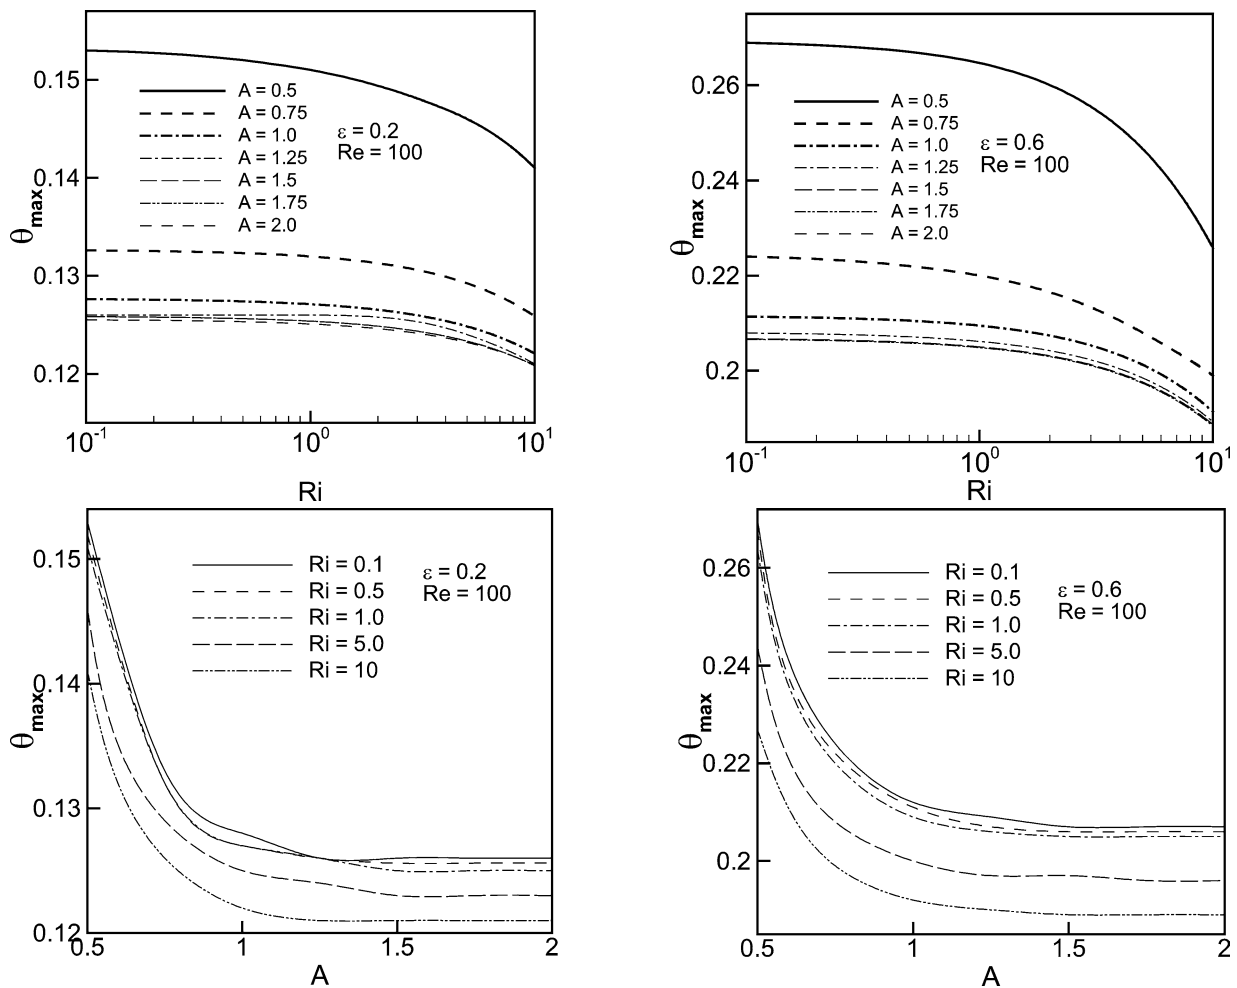 0.15
0.14
0.13
0.12
θmax
A = 0.5
A = 0.75
A = 1.0
A = 1.25
A = 1.5
A = 1.75
A = 2.0
ε = 0.2
Re = 100
10-1
100
101
Ri
0.26
0.24
0.22
0.2
θmax
A = 0.5
A = 0.75
A = 1.0
A = 1.25
A = 1.5
A = 1.75
A = 2.0
ε = 0.6
Re = 100
10-1
100
101
Ri
0.15
0.14
0.13
0.12
θmax
Ri = 0.1
Ri = 0.5
Ri = 1.0
Ri = 5.0
Ri = 10
ε = 0.2
Re = 100
0.5
1
1.5
2
A
0.26
0.24
0.22
0.2
θmax
Ri = 0.1
Ri = 0.5
Ri = 1.0
Ri = 5.0
Ri = 10
ε = 0.6
Re = 100
0.5
1
1.5
2
A